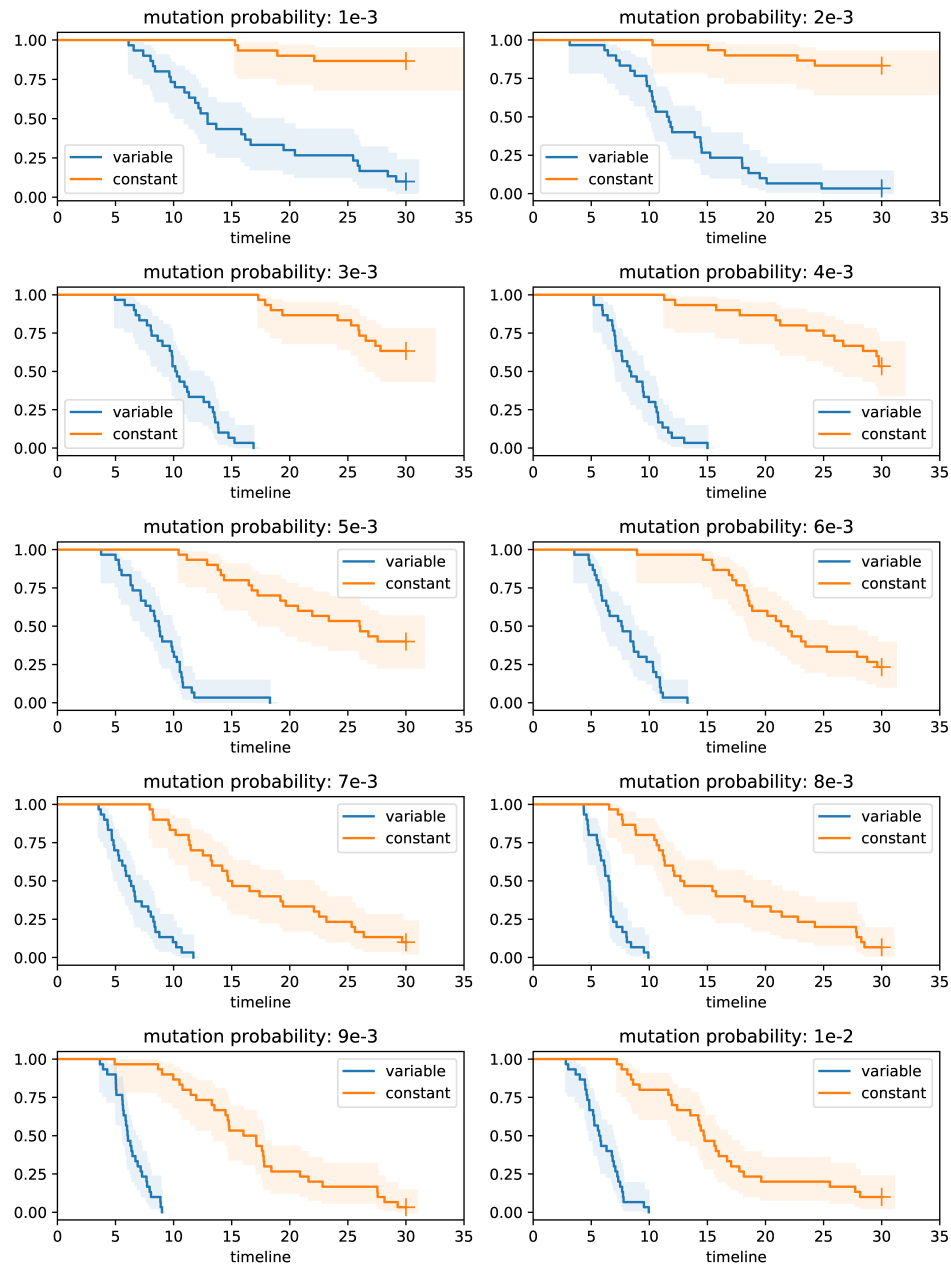 mutation probability: 1e-3
1.00
0.75
0.50
0.25
0.00
variable
constant
0 5 10 15 20 25 30 35
timeline
mutation probability: 2e-3
1.00
0.75
0.50
0.25
0.00
variable
constant
0 5 10 15 20 25 30 35
timeline
mutation probability: 3e-3
1.00
0.75
0.50
0.25
0.00
variable
constant
0 5 10 15 20 25 30 35
timeline
mutation probability: 4e-3
1.00
0.75
0.50
0.25
0.00
variable
constant
0 5 10 15 20 25 30 35
timeline
mutation probability: 5e-3
1.00
0.75
0.50
0.25
0.00
variable
constant
0 5 10 15 20 25 30 35
timeline
mutation probability: 6e-3
1.00
0.75
0.50
0.25
0.00
variable
constant
0 5 10 15 20 25 30 35
timeline
mutation probability: 7e-3
1.00
0.75
0.50
0.25
0.00
variable
constant
0 5 10 15 20 25 30 35
timeline
mutation probability: 8e-3
1.00
0.75
0.50
0.25
0.00
variable
constant
0 5 10 15 20 25 30 35
timeline
mutation probability: 9e-3
1.00
0.75
0.50
0.25
0.00
variable
constant
0 5 10 15 20 25 30 35
timeline
mutation probability: 1e-2
1.00
0.75
0.50
0.25
0.00
variable
constant
0 5 10 15 20 25 30 35
timeline